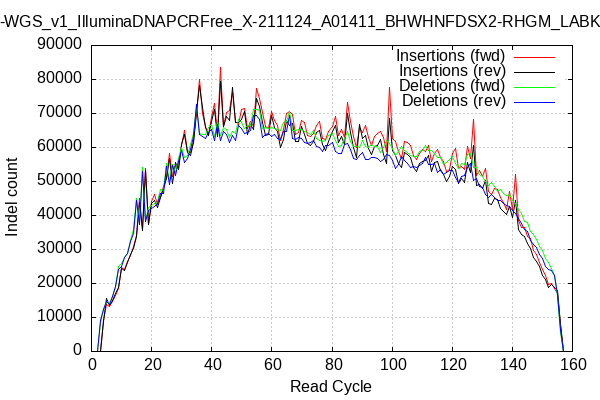 -WGS_v1_IlluminaDNAPCRFree_X-211124_A01411_BHWHNFDSX2-RHGM_LABK
90000
80000
70000
60000
50000
40000
30000
20000
10000
0
Indel count
Insertions (fwd)
Insertions (rev)
Deletions (fwd)
Deletions (rev)
0 20 40 60 80 100 120 140 160
Read Cycle